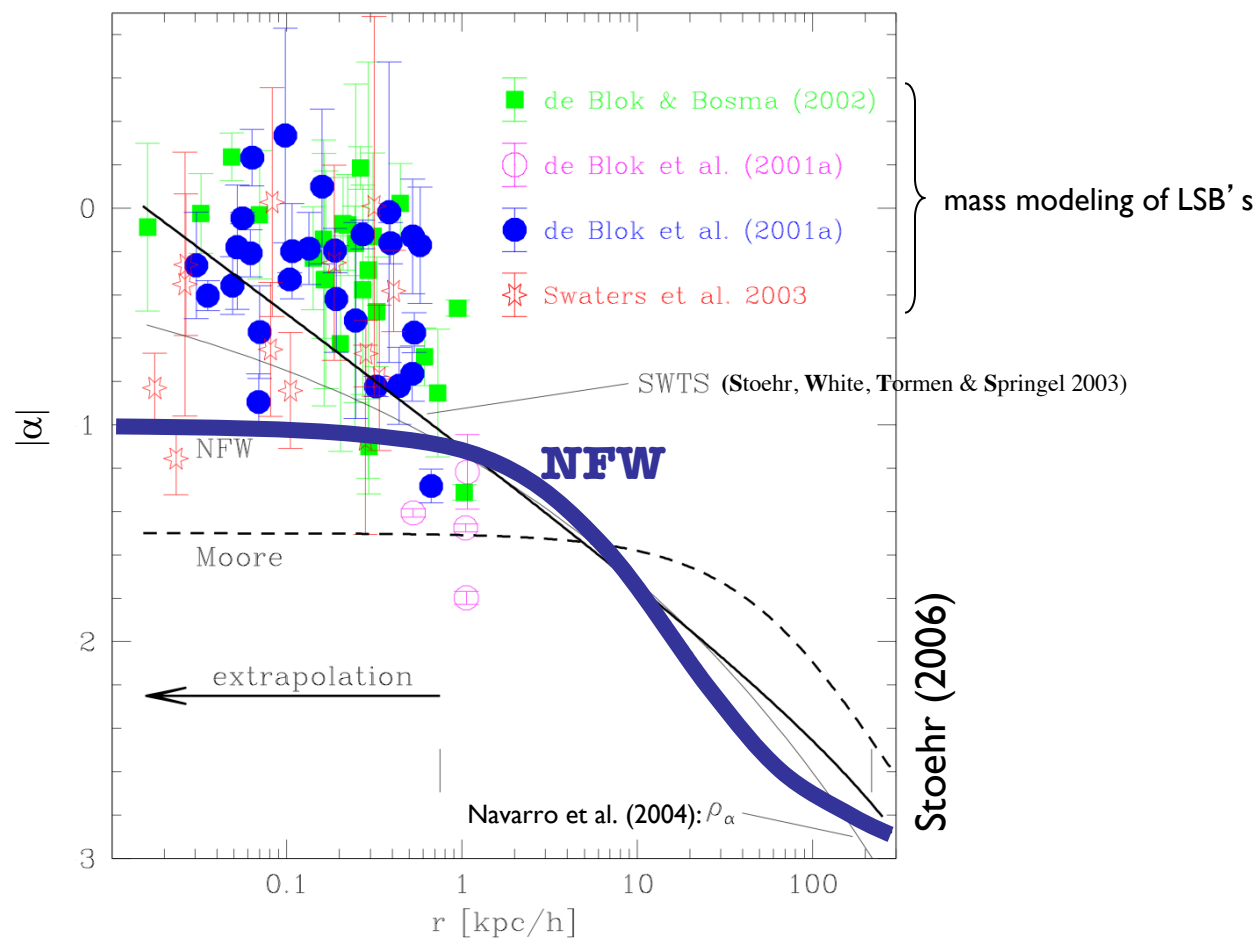 de Blok & Bosma (2002)
de Blok et al. (2001a)
de Blok et al. (2001a)
Swaters et al. 2003
mass modeling of LSB's
0
SWTS (Stoehr, White, Tormen & Springel 2003)
|α|
1
NFW
NFW
Moore
2
extrapolation
Stoehr (2006)
Navarro et al. (2004): ρα
3
0.1
1
10
100
r [kpc/h]